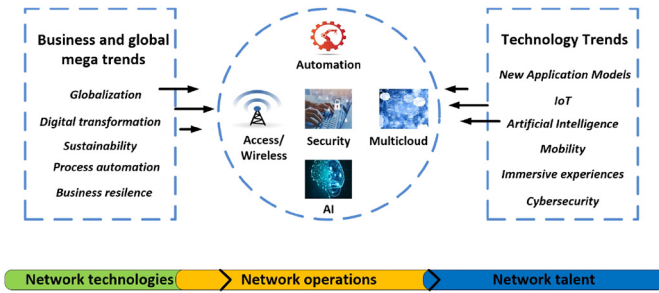 Business and global
mega trends
Globalization
Digital transformation
Sustainability
Process automation
Business resilence
Automation
Access/
Wireless
Security
Multicloud
AI
Technology Trends
New Application Models
IoT
Artificial Intelligence
Mobility
Immersive experiences
Cybersecurity
Network technologies
Network operations
Network talent